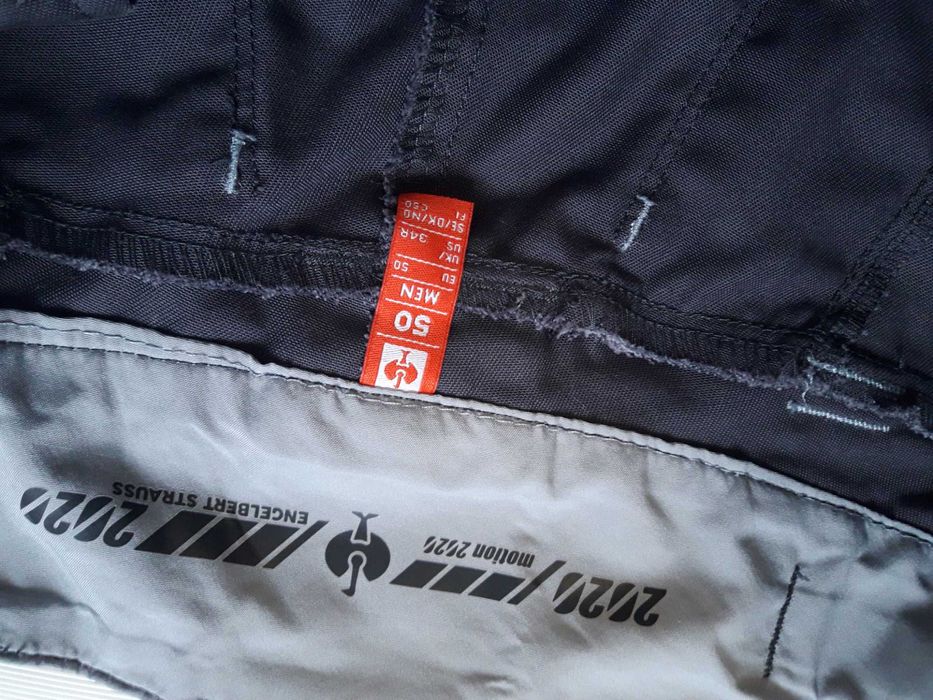 50
MEN
EU 50
UK/US 34R
SE/DK/NO FI C50
2020 motion 2020
2020 ENGELBERT STRAUSS